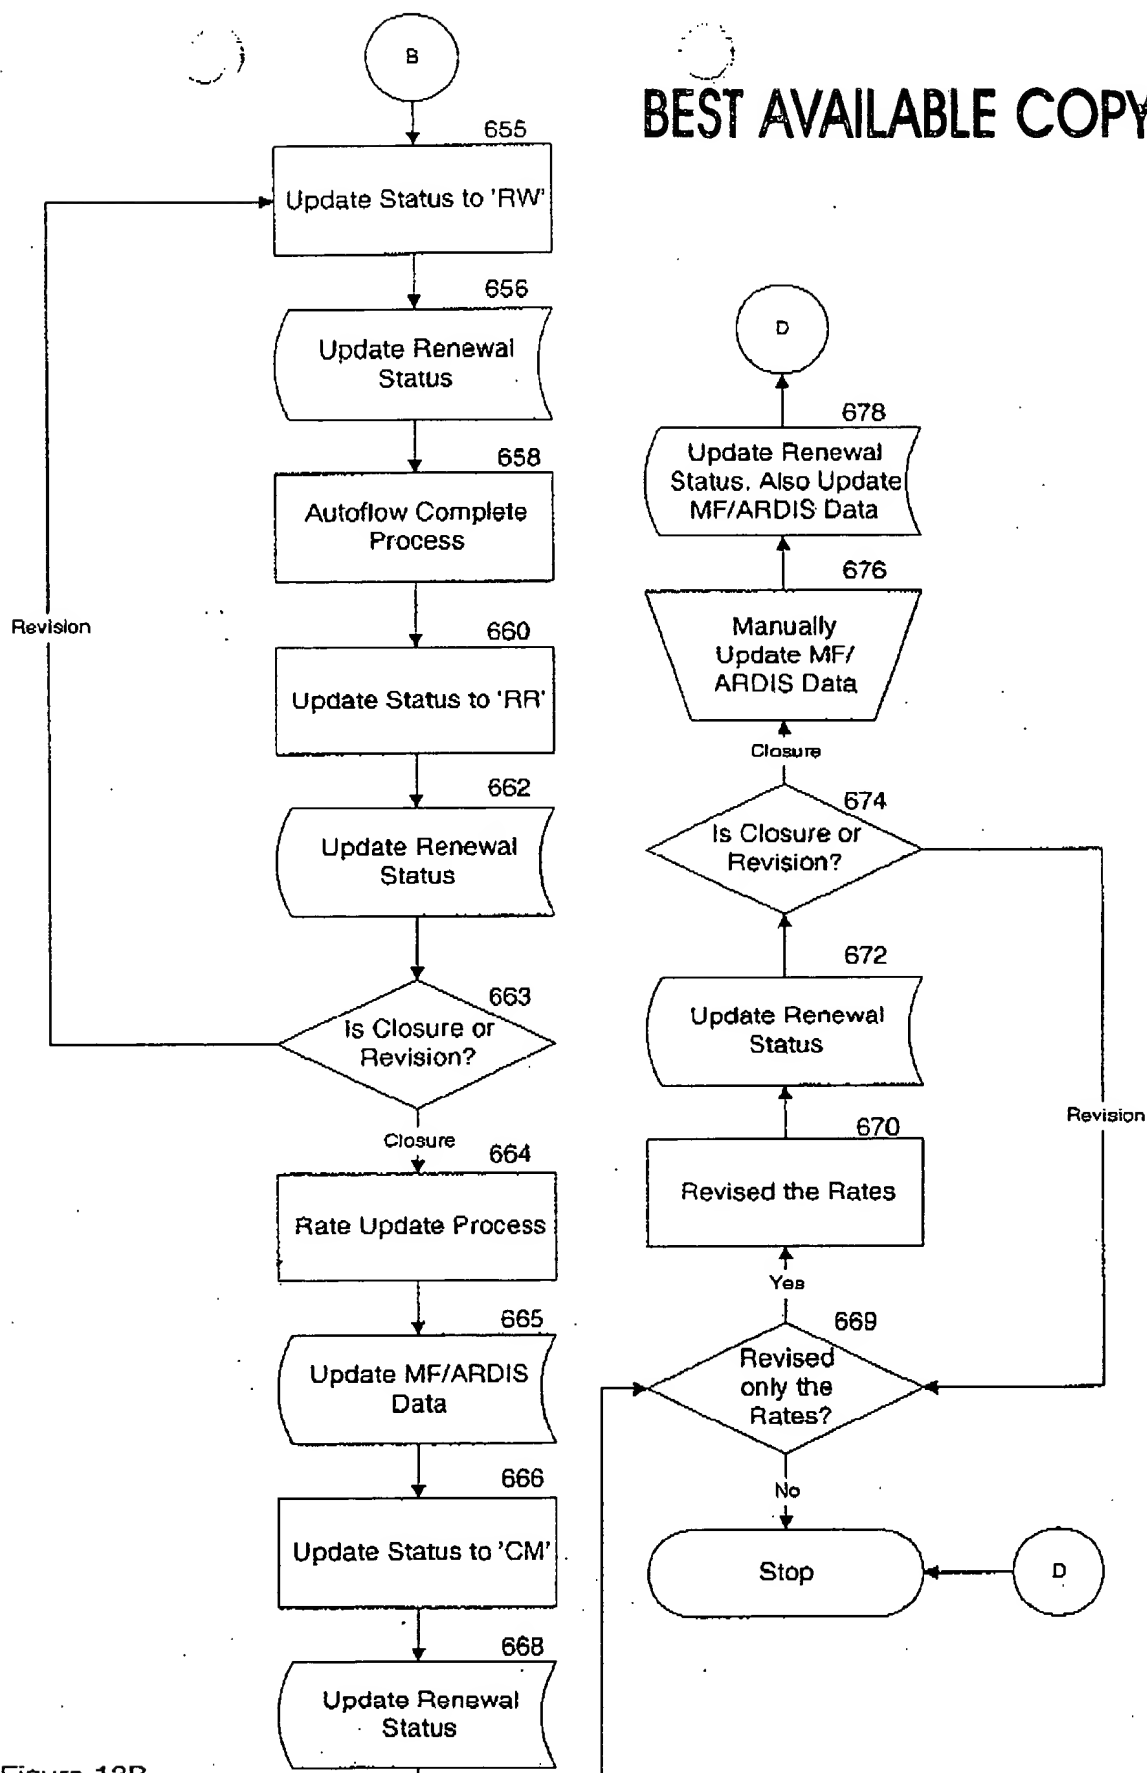 B
BEST AVAILABLE COPY
655
Update Status to 'RW'
656
Update Renewal
Status
658
Autoflow Complete
Process
Revision
660
Update Status to 'RR'
662
Update Renewal
Status
663
Is Closure or
Revision?
Closure
664
Rate Update Process
665
Update MF/ARDIS
Data
666
Update Status to 'CM'
668
Update Renewal
Status
D
678
Update Renewal
Status. Also Update
MF/ARDIS Data
676
Manually
Update MF/
ARDIS Data
Closure
674
Is Closure or
Revision?
672
Update Renewal
Status
Revision
670
Revised the Rates
Yes
669
Revised
only the
Rates?
No
Stop
D